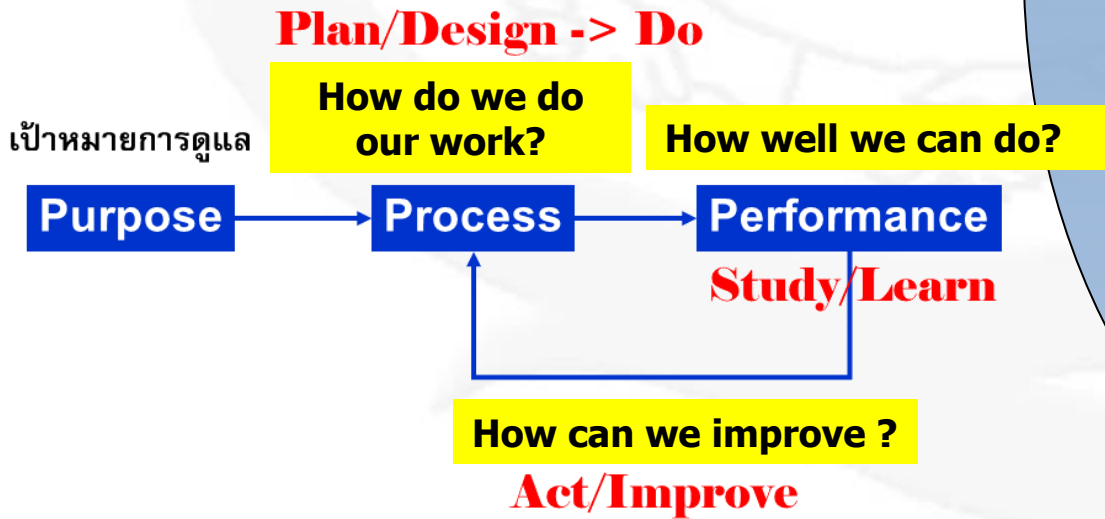 Plan/Design -> Do
How do we do
our work?
เป้าหมายการดูแล
How well we can do?
Purpose
Process
Performance
Study/Learn
How can we improve ?
Act/Improve